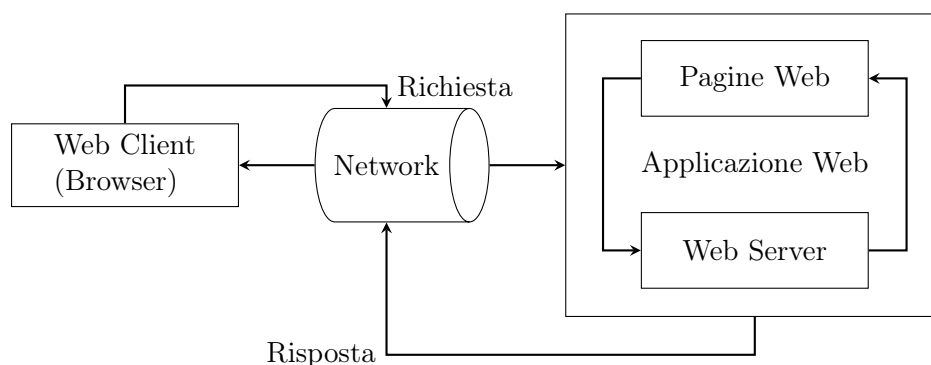 Richiesta
Pagine Web
Web Client
(Browser)
Network
Applicazione Web
Web Server
Risposta